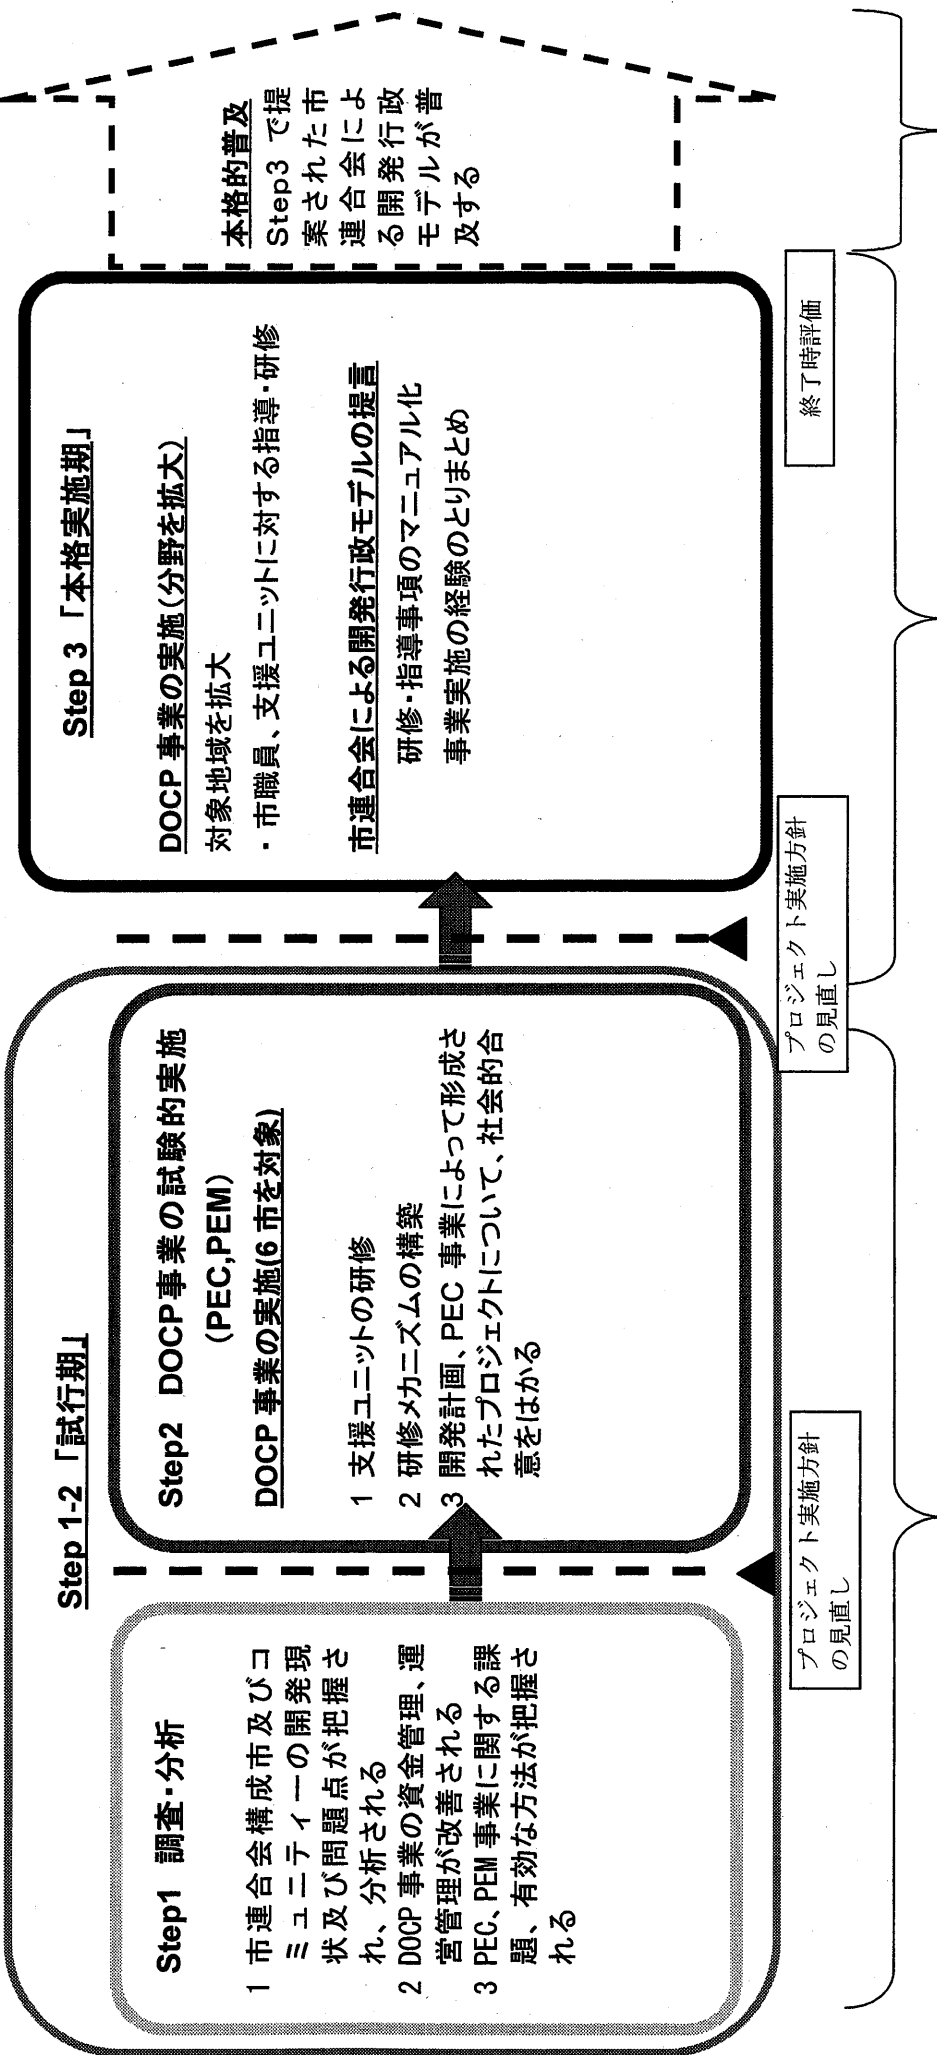 Step 1-2 「試行期」
Step1 調査・分析
1 市連合会構成市及びコ
ミュニティーの開発現
状及び問題点が把握さ
れ、分析される
2 DOCP 事業の資金管理、運
営管理が改善される
3 PEC、PEM 事業に関する課
題、有効な方法が把握さ
れる
プロジェクト実施方針
の見直し
Step2 DOCP事業の試験的実施
(PEC,PEM)
DOCP 事業の実施(6 市を対象)
1 支援ユニットの研修
2 研修メカニズムの構築
3 開発計画、PEC 事業によって形成さ
れたプロジェクトについて、社会的合
意をはかる
プロジェクト実施方針
の見直し
Step 3 「本格実施期」
DOCP 事業の実施(分野を拡大)
対象地域を拡大
・市職員、支援ユニットに対する指導・研修
市連合会による開発行政モデルの提言
研修・指導事項のマニュアル化
事業実施の経験のとりまとめ
終了時評価
本格的普及
Step3 で提
案された市
連合会によ
る開発行政
モデルが普
及する